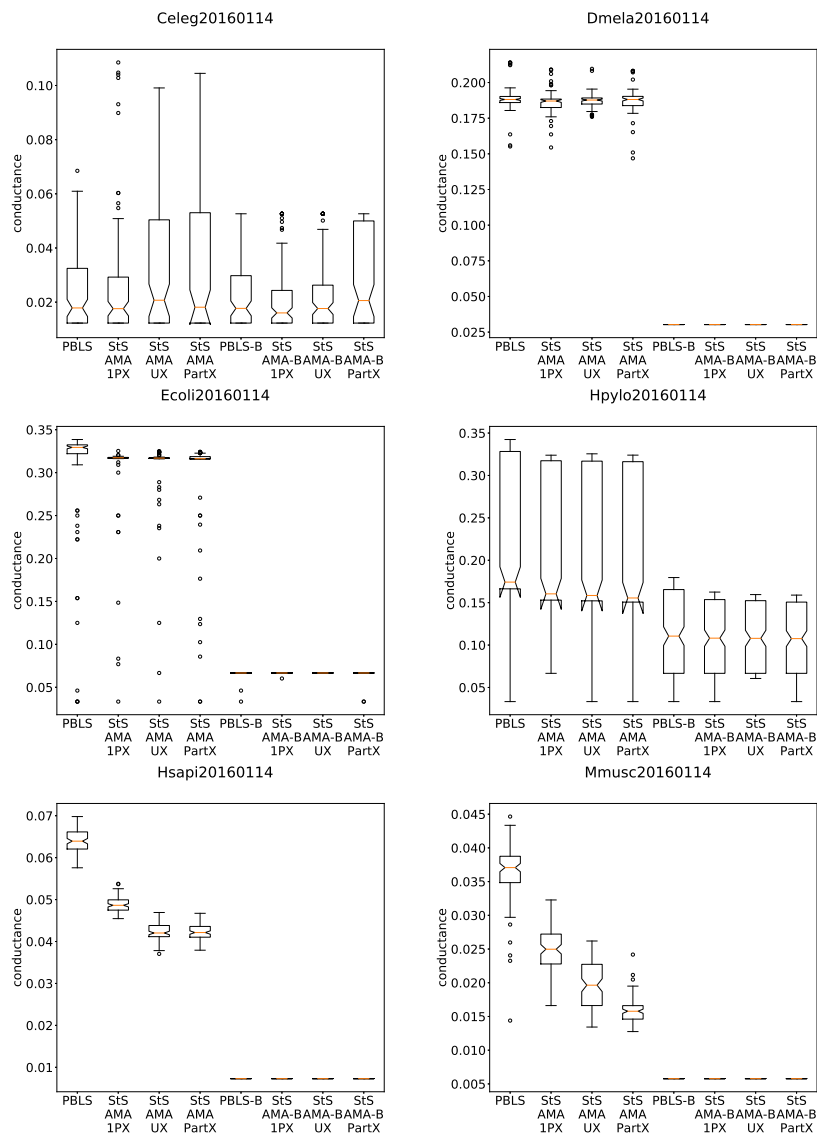 Celeg20160114
0.10
0.08
0.06
0.04
0.02
conductance
PBLS StS StS StS PBLS-B StS StS StS
AMA AMA AMA AMA-B AMA-B AMA-B
1PX UX PartX 1PX UX PartX
Dmela20160114
0.200
0.175
0.150
0.125
0.100
0.075
0.050
0.025
conductance
PBLS StS StS StS PBLS-B StS StS StS
AMA AMA AMA AMA-B AMA-B AMA-B
1PX UX PartX 1PX UX PartX
Ecoli20160114
0.35
0.30
0.25
0.20
0.15
0.10
0.05
conductance
PBLS StS StS StS PBLS-B StS StS StS
AMA AMA AMA AMA-B AMA-B AMA-B
1PX UX PartX 1PX UX PartX
Hpylo20160114
0.35
0.30
0.25
0.20
0.15
0.10
0.05
conductance
PBLS StS StS StS PBLS-B StS StS StS
AMA AMA AMA AMA-B AMA-B AMA-B
1PX UX PartX 1PX UX PartX
Hsapi20160114
0.07
0.06
0.05
0.04
0.03
0.02
0.01
conductance
PBLS StS StS StS PBLS-B StS StS StS
AMA AMA AMA AMA-B AMA-B AMA-B
1PX UX PartX 1PX UX PartX
Mmusc20160114
0.045
0.040
0.035
0.030
0.025
0.020
0.015
0.010
0.005
conductance
PBLS StS StS StS PBLS-B StS StS StS
AMA AMA AMA AMA-B AMA-B AMA-B
1PX UX PartX 1PX UX PartX